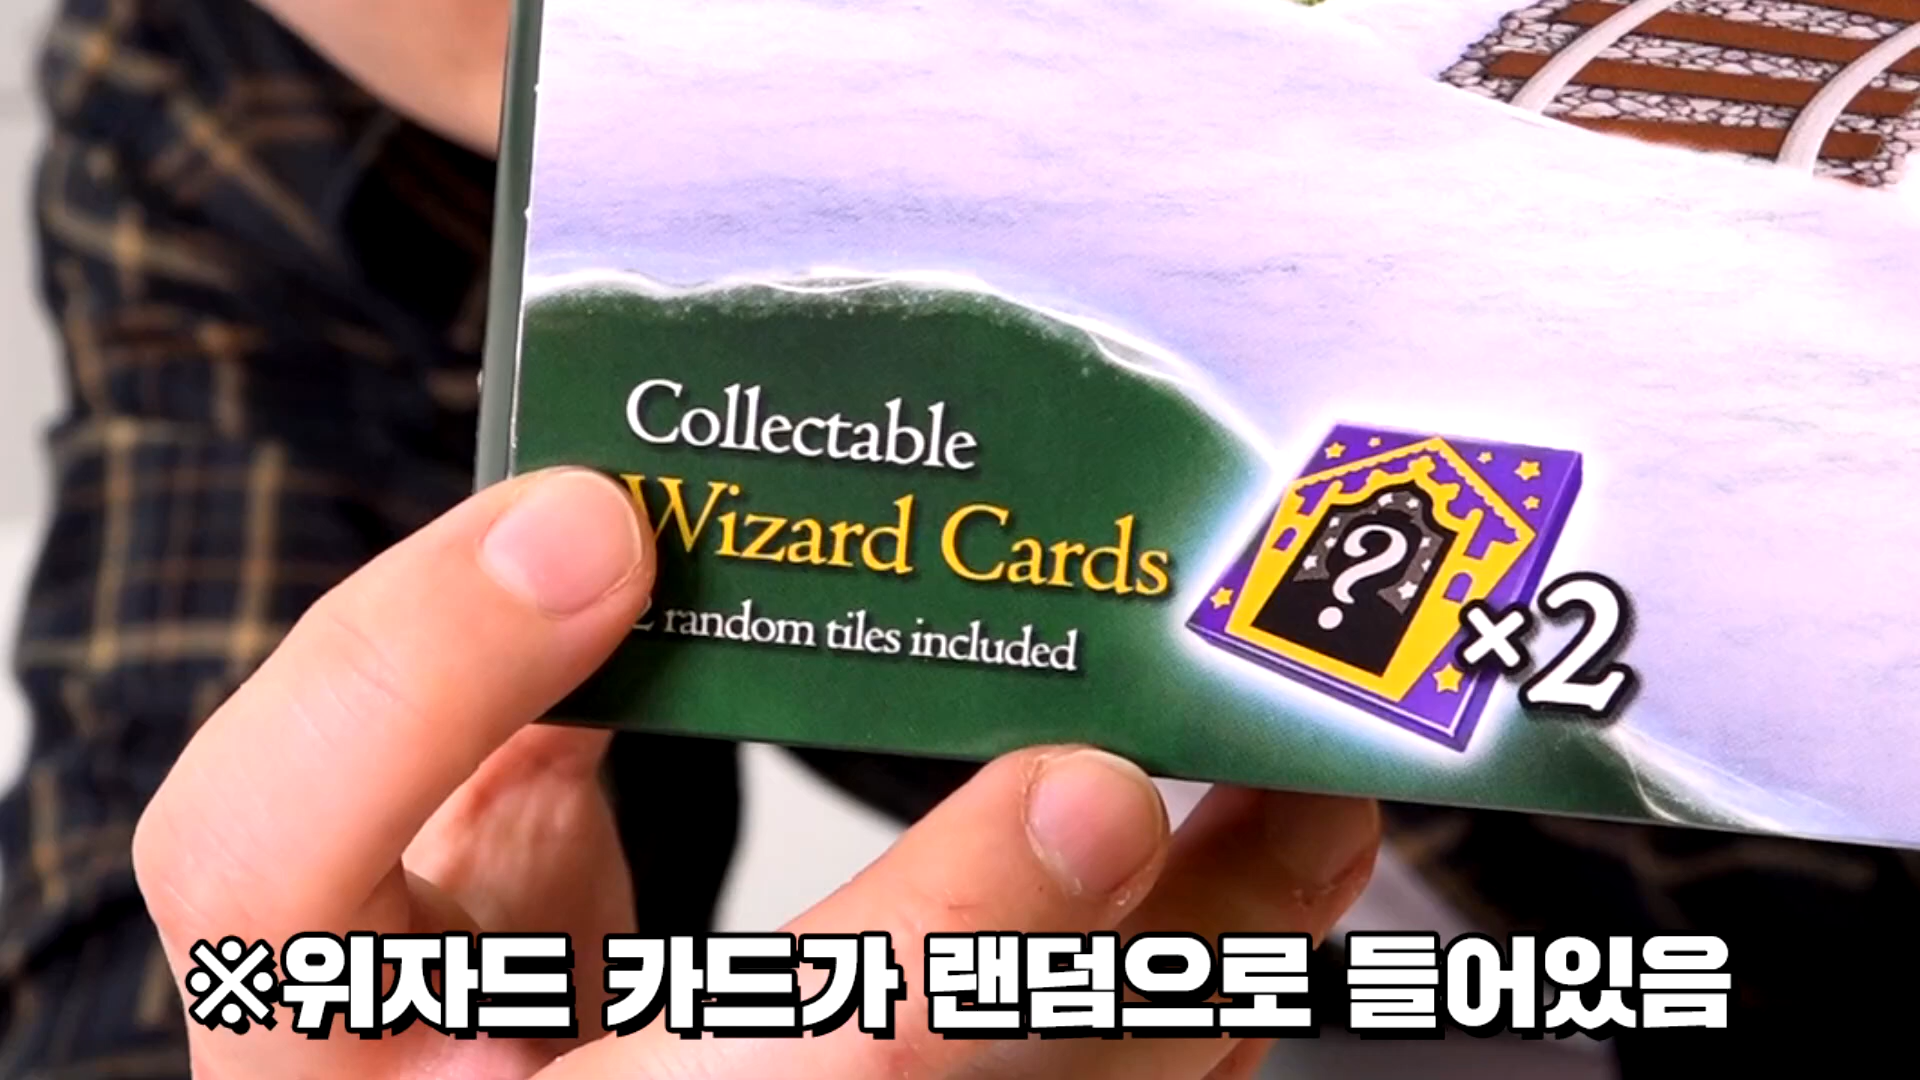 Collectable
Wizard Cards
2 random tiles included
?
×2
※위자드 카드가 랜덤으로 들어있음